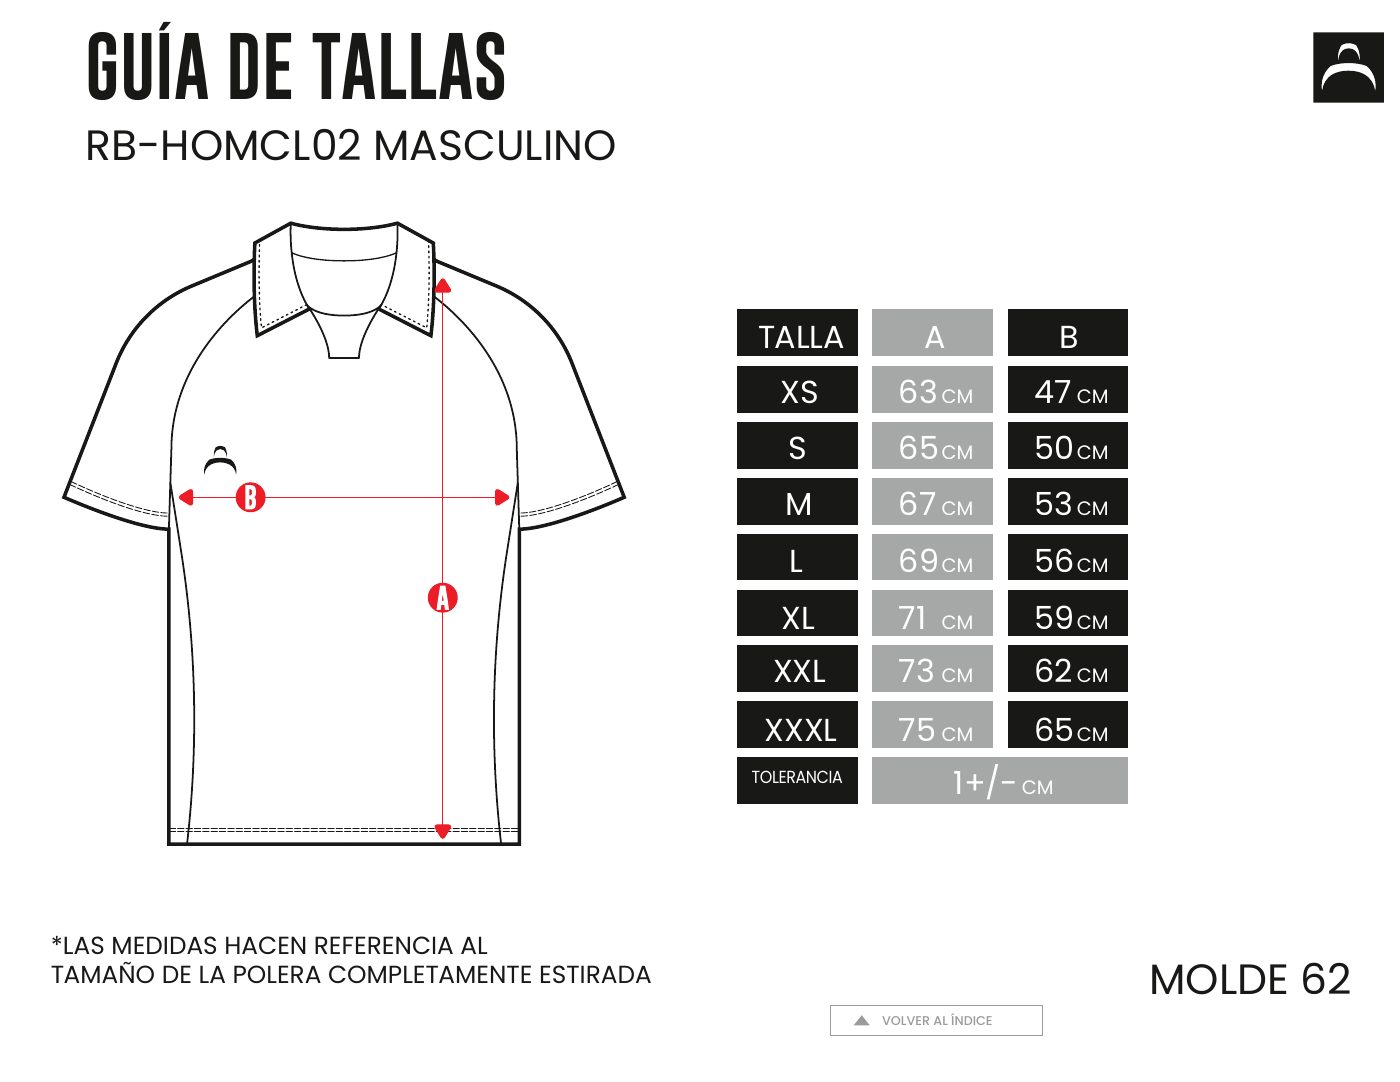 GUÍA DE TALLAS
RB-HOMCL02 MASCULINO
TALLA A B
XS 63 CM 47 CM
S 65 CM 50 CM
M 67 CM 53 CM
L 69 CM 56 CM
XL 71 CM 59 CM
XXL 73 CM 62 CM
XXXL 75 CM 65 CM
TOLERANCIA 1+/- CM
B
A
*LAS MEDIDAS HACEN REFERENCIA AL
TAMAÑO DE LA POLERA COMPLETAMENTE ESTIRADA
MOLDE 62
VOLVER AL ÍNDICE